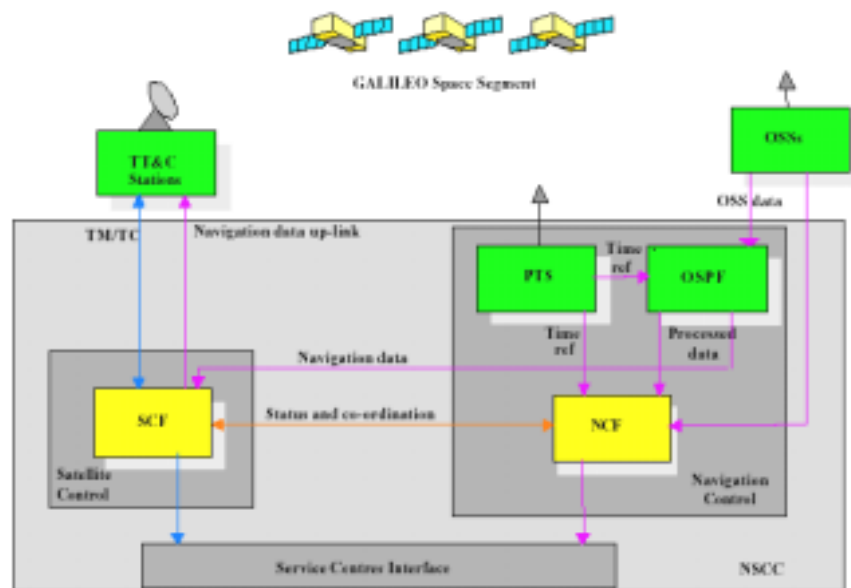 GALILEO Space Segment
OSSs
TT&C
Stations
OSS data
TM/TC
Navigation data up-link
Time
ref
PTS
OSPF
Time
ref
Processed
data
Navigation data
SCF
Status and co-ordination
NCF
Satellite
Control
Navigation
Control
Service Centres Interface
NSCC